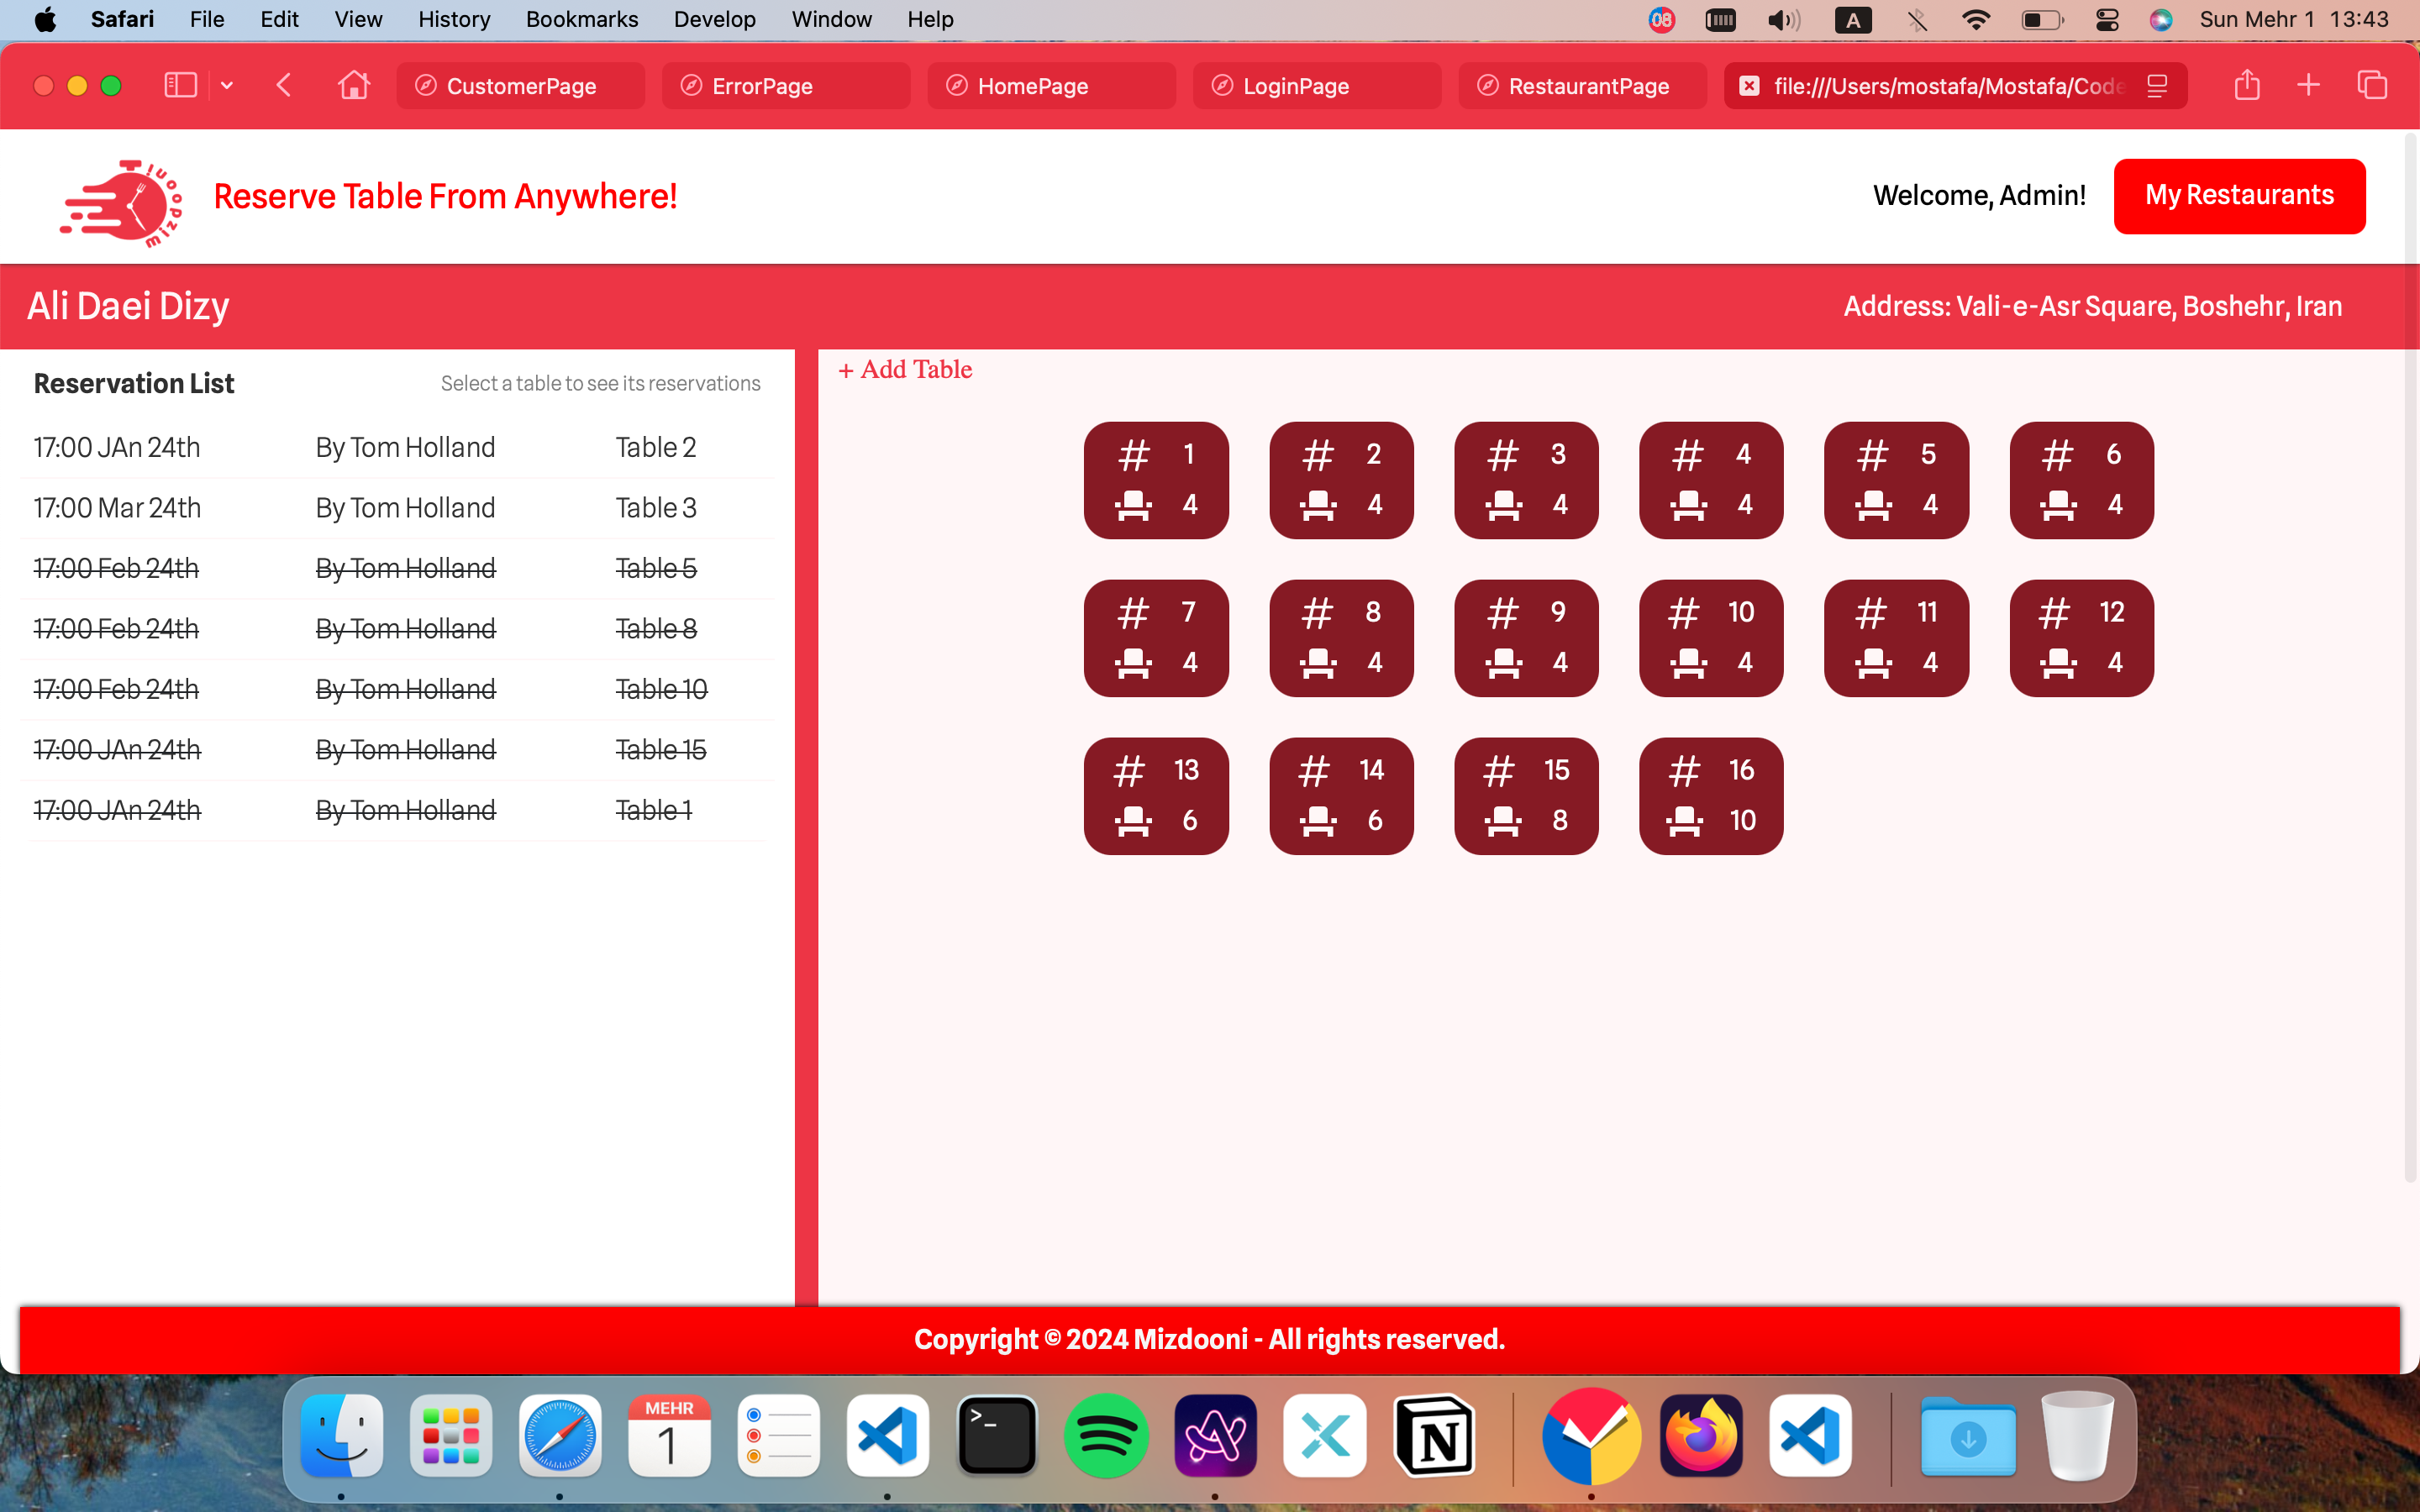 Safari File Edit View History Bookmarks Develop Window Help 08 A Sun Mehr 1 13:43
CustomerPage ErrorPage HomePage LoginPage RestaurantPage file:///Users/mostafa/Mostafa/Code
mizdooni
Reserve Table From Anywhere!
Welcome, Admin!
My Restaurants
Ali Daei Dizy
Address: Vali-e-Asr Square, Boshehr, Iran
Reservation List
Select a table to see its reservations
17:00 JAn 24th By Tom Holland Table 2
17:00 Mar 24th By Tom Holland Table 3
17:00 Feb 24th By Tom Holland Table 5
17:00 Feb 24th By Tom Holland Table 8
17:00 Feb 24th By Tom Holland Table 10
17:00 JAn 24th By Tom Holland Table 15
17:00 JAn 24th By Tom Holland Table 1
+ Add Table
# 1 # 2 # 3 # 4 # 5 # 6
4 4 4 4 4 4
# 7 # 8 # 9 # 10 # 11 # 12
4 4 4 4 4 4
# 13 # 14 # 15 # 16
6 6 8 10
Copyright © 2024 Mizdooni - All rights reserved.
MEHR
1
>_
N